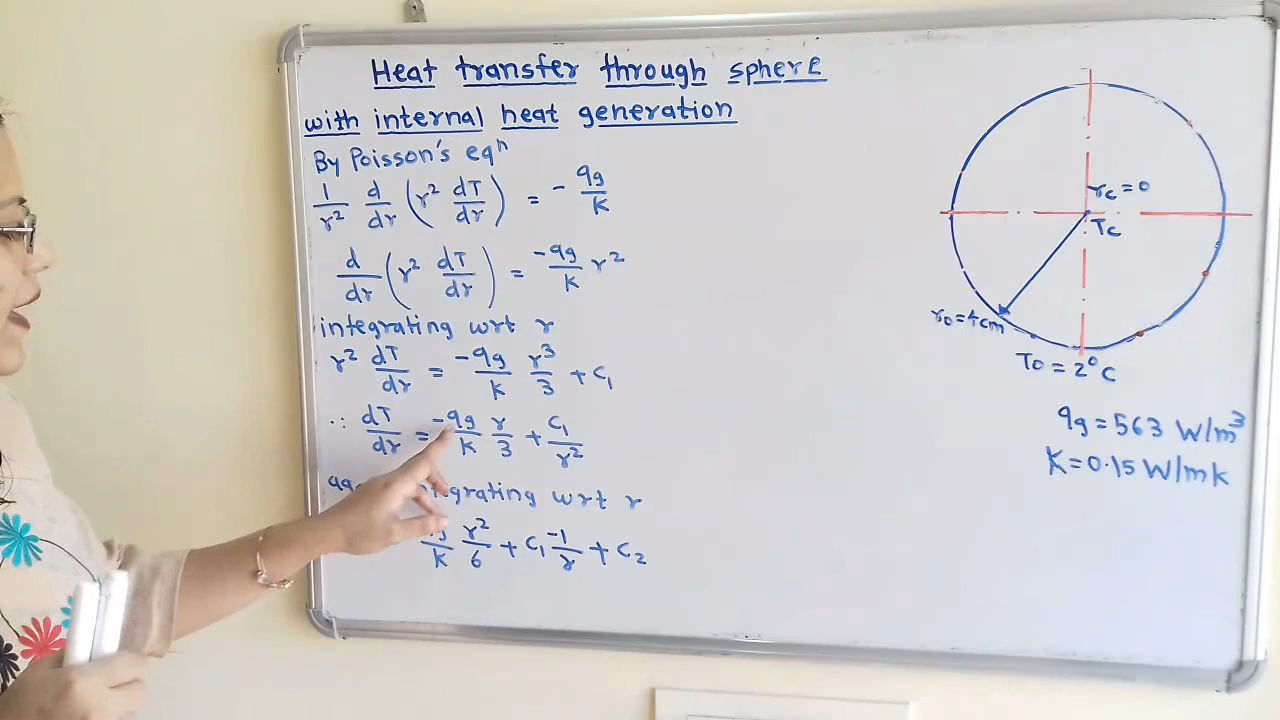 Heat transfer through spherE
with internal heat generation
By Poisson's eqⁿ
1/r² d/dr (r² dT/dr) = - qg/K
d/dr (r² dT/dr) = -qg/K r²
integrating wrt r
r² dT/dr = -qg/K r³/3 + C₁
∴ dT/dr = -qg/K r/3 + C₁/r²
integrating wrt r
K r²/6 + C₁ -1/r + C₂
rc = 0
Tc
r₀=4cm
T₀ = 2°C
qg = 563 W/m³
K=0.15 W/mk